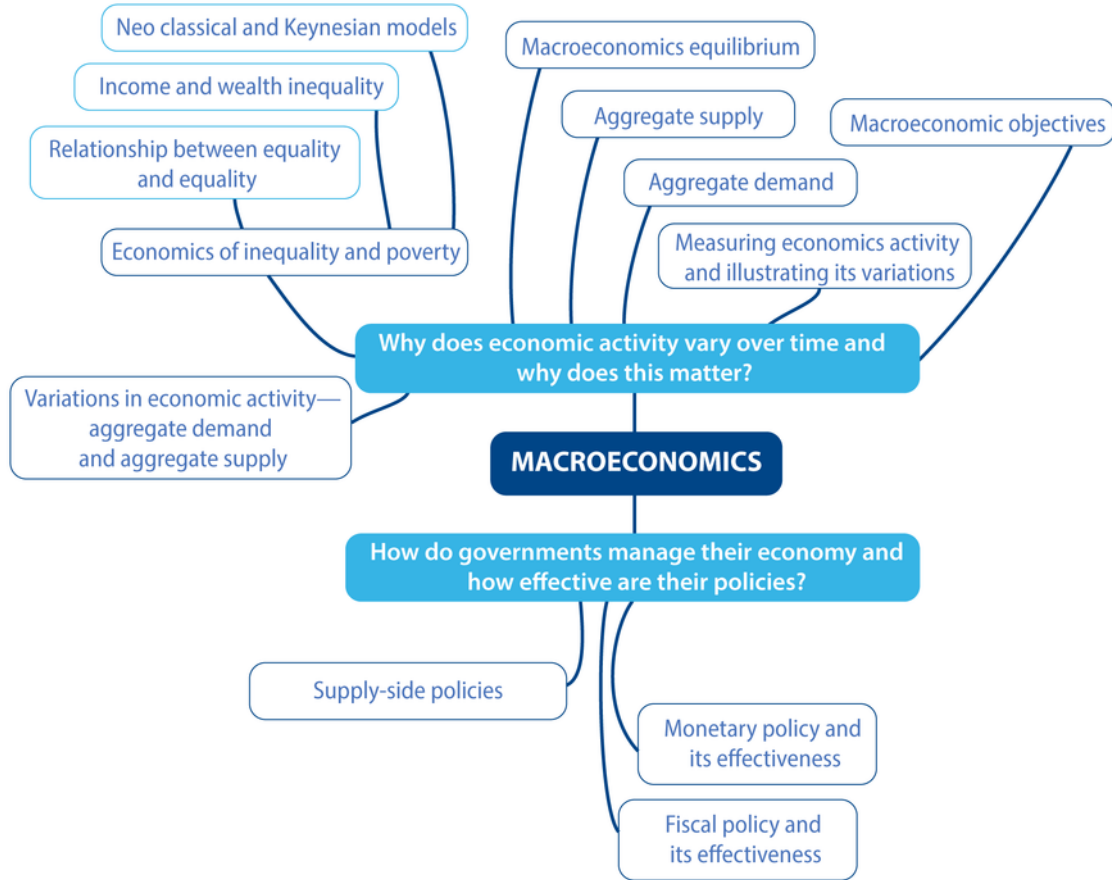 Neo classical and Keynesian models
Income and wealth inequality
Relationship between equality
and equality
Economics of inequality and poverty
Macroeconomics equilibrium
Aggregate supply
Macroeconomic objectives
Aggregate demand
Measuring economics activity
and illustrating its variations
Why does economic activity vary over time and
why does this matter?
Variations in economic activity—
aggregate demand
and aggregate supply
MACROECONOMICS
How do governments manage their economy and
how effective are their policies?
Supply-side policies
Monetary policy and
its effectiveness
Fiscal policy and
its effectiveness